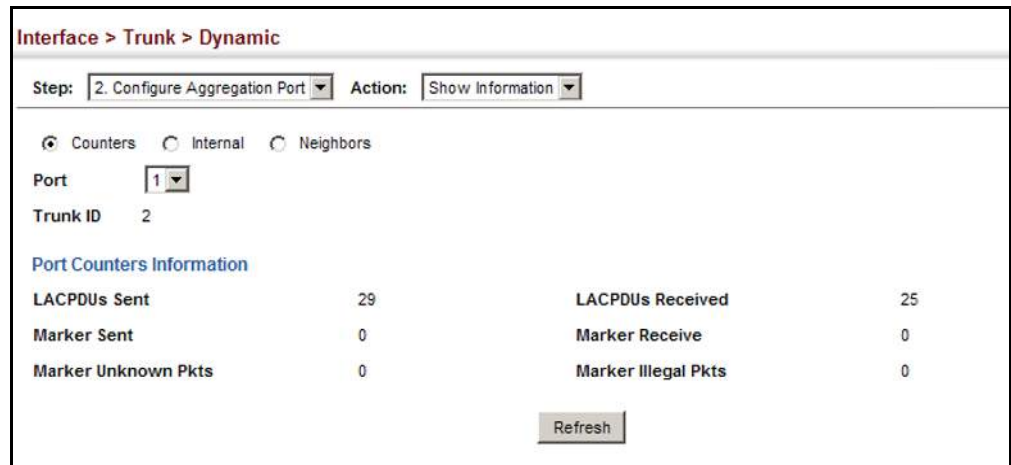 Interface > Trunk > Dynamic
Step: 2. Configure Aggregation Port Action: Show Information
Counters Internal Neighbors
Port 1
Trunk ID 2
Port Counters Information
LACPDUs Sent 29 LACPDUs Received 25
Marker Sent 0 Marker Receive 0
Marker Unknown Pkts 0 Marker Illegal Pkts 0
Refresh